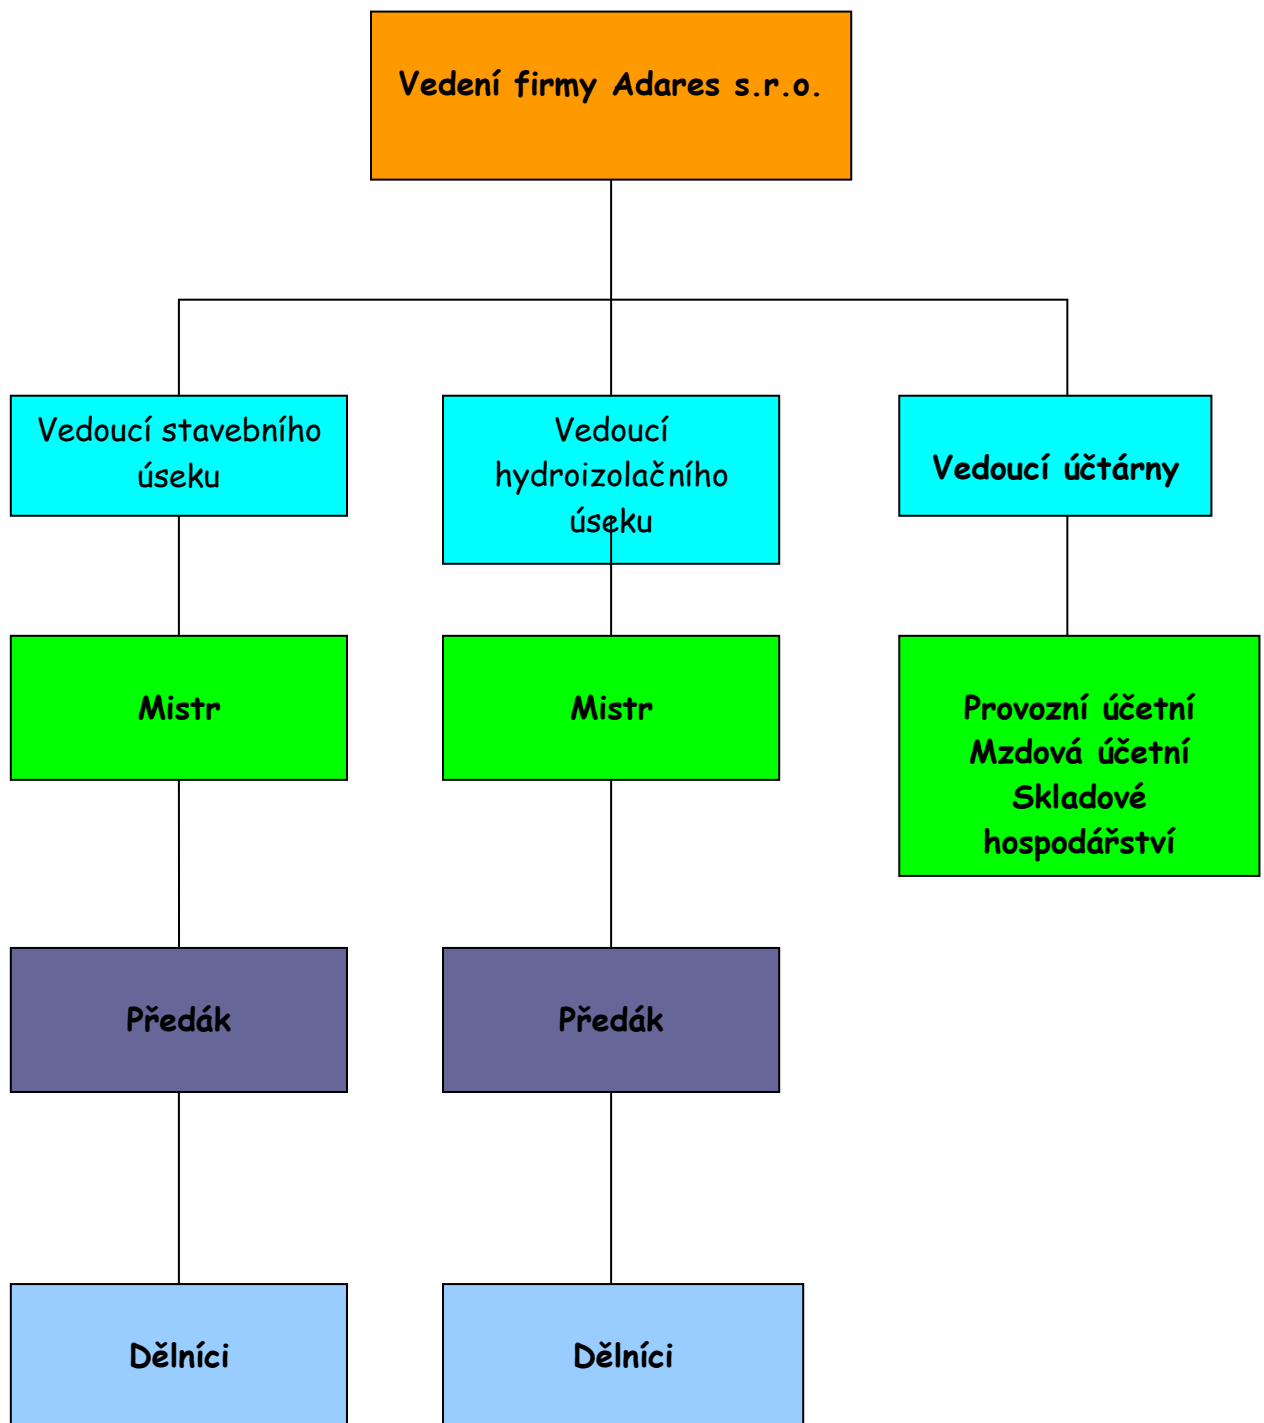 Vedení firmy Adares s.r.o.
Vedoucí stavebního
úseku
Vedoucí
hydroizolačního
úseku
Vedoucí účtárny
Mistr
Mistr
Provozní účetní
Mzdová účetní
Skladové
hospodářství
Předák
Předák
Dělníci
Dělníci